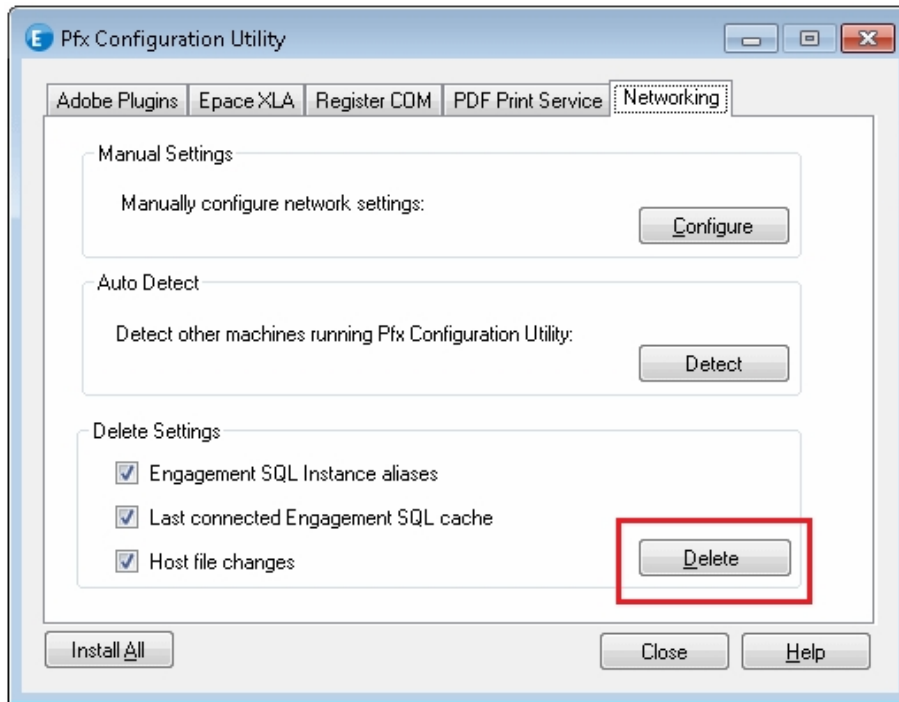 Pfx Configuration Utility
Adobe Plugins Epace XLA Register COM PDF Print Service Networking
Manual Settings
Manually configure network settings:
Configure
Auto Detect
Detect other machines running Pfx Configuration Utility:
Detect
Delete Settings
Engagement SQL Instance aliases
Last connected Engagement SQL cache
Host file changes
Delete
Install All Close Help